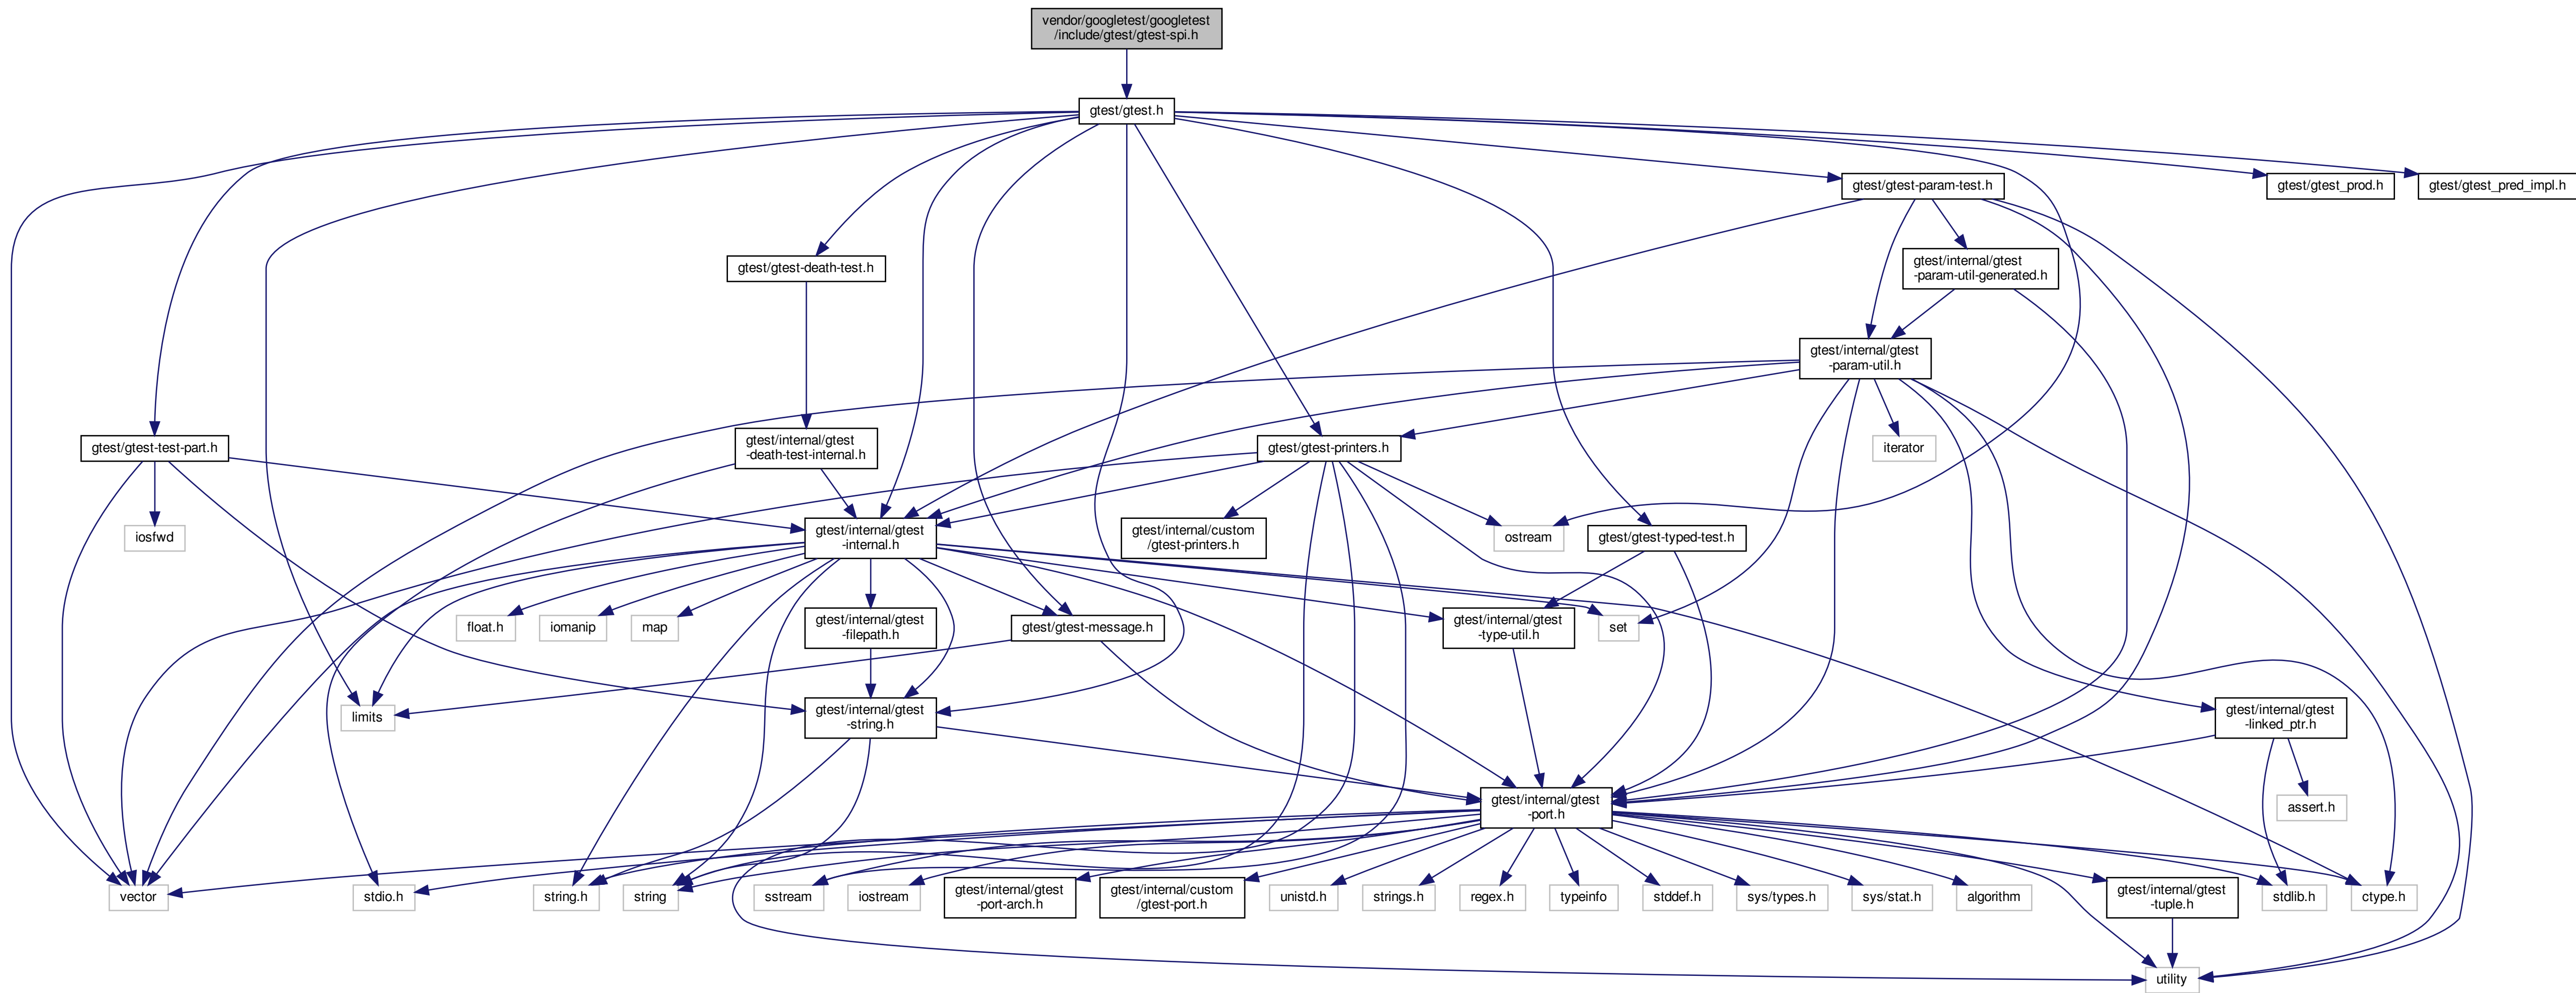 vendor/googletest/googletest
/include/gtest/gtest-spi.h
gtest/gtest.h
gtest/gtest-param-test.h
gtest/gtest_prod.h
gtest/gtest_pred_impl.h
gtest/gtest-death-test.h
gtest/internal/gtest
-param-util-generated.h
gtest/internal/gtest
-param-util.h
gtest/gtest-test-part.h
gtest/internal/gtest
-death-test-internal.h
gtest/gtest-printers.h
iterator
iosfwd
gtest/internal/gtest
-internal.h
gtest/internal/custom
/gtest-printers.h
ostream
gtest/gtest-typed-test.h
float.h
iomanip
map
gtest/internal/gtest
-filepath.h
gtest/gtest-message.h
gtest/internal/gtest
-type-util.h
set
limits
gtest/internal/gtest
-string.h
gtest/internal/gtest
-linked_ptr.h
gtest/internal/gtest
-port.h
assert.h
vector
stdio.h
string.h
string
sstream
iostream
gtest/internal/gtest
-port-arch.h
gtest/internal/custom
/gtest-port.h
unistd.h
strings.h
regex.h
typeinfo
stddef.h
sys/types.h
sys/stat.h
algorithm
gtest/internal/gtest
-tuple.h
stdlib.h
ctype.h
utility